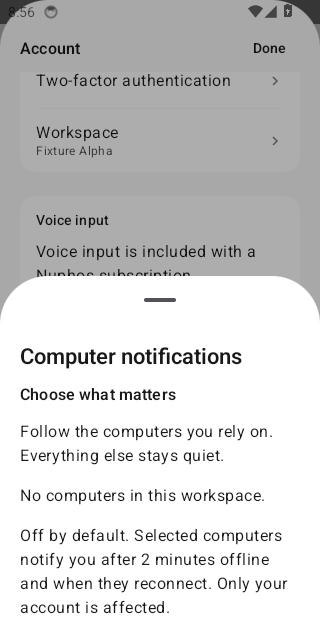 8:56
Account
Done
Two-factor authentication
Workspace
Fixture Alpha
Voice input
Voice input is included with a
Nuphos subscription
Computer notifications
Choose what matters
Follow the computers you rely on.
Everything else stays quiet.
No computers in this workspace.
Off by default. Selected computers
notify you after 2 minutes offline
and when they reconnect. Only your
account is affected.